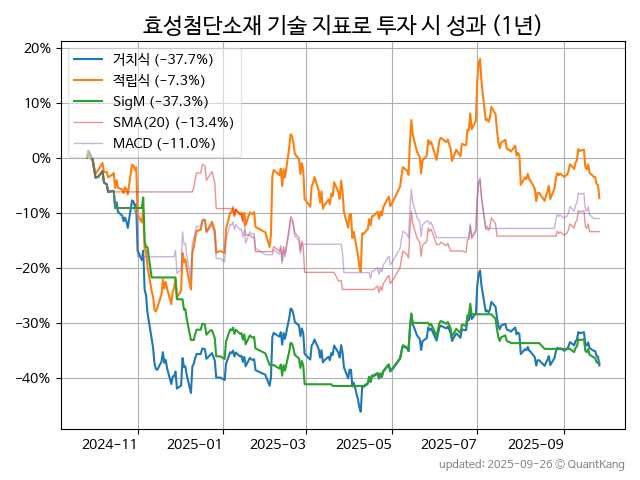 효성첨단소재 기술 지표로 투자 시 성과 (1년)
20%
10%
0%
−10%
−20%
−30%
−40%
거치식 (−37.7%)
적립식 (−7.3%)
SigM (−37.3%)
SMA(20) (−13.4%)
MACD (−11.0%)
2024-11
2025-01
2025-03
2025-05
2025-07
2025-09
updated: 2025-09-26 © QuantKang